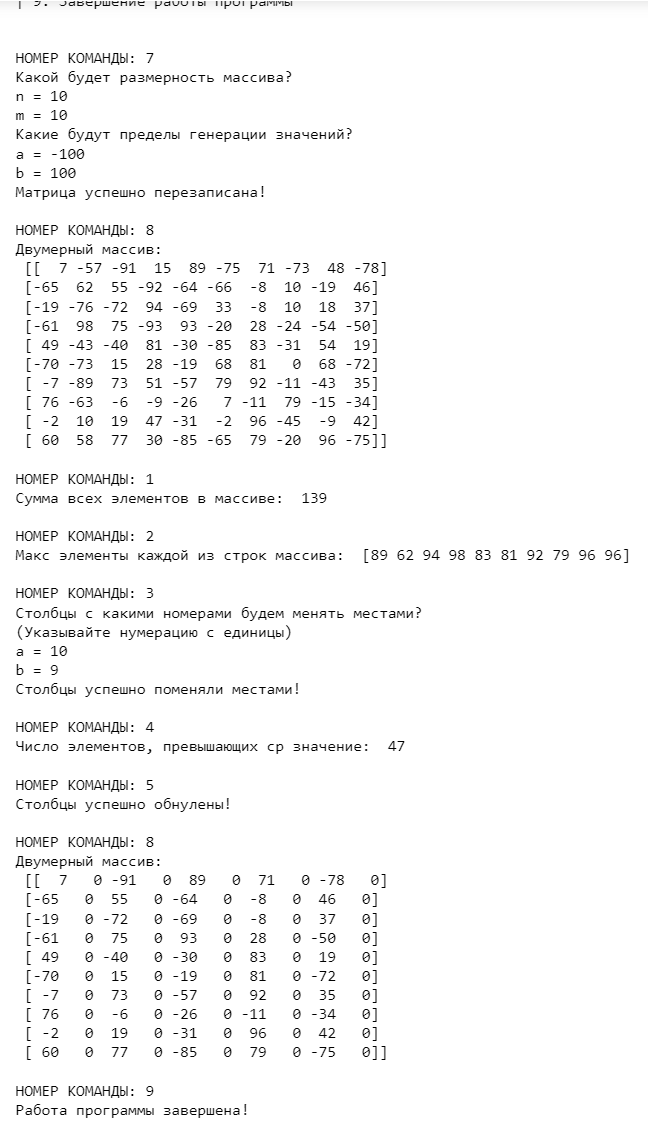 | 9. Завершение работы программы
НОМЕР КОМАНДЫ: 7
Какой будет размерность массива?
n = 10
m = 10
Какие будут пределы генерации значений?
a = -100
b = 100
Матрица успешно перезаписана!
НОМЕР КОМАНДЫ: 8
Двумерный массив:
[[  7 -57 -91  15  89 -75  71 -73  48 -78]
[-65  62  55 -92 -64 -66  -8  10 -19  46]
[-19 -76 -72  94 -69  33  -8  10  18  37]
[-61  98  75 -93  93 -20  28 -24 -54 -50]
[ 49 -43 -40  81 -30 -85  83 -31  54  19]
[-70 -73  15  28 -19  68  81   0  68 -72]
[ -7 -89  73  51 -57  79  92 -11 -43  35]
[ 76 -63  -6  -9 -26   7 -11  79 -15 -34]
[ -2  10  19  47 -31  -2  96 -45  -9  42]
[ 60  58  77  30 -85 -65  79 -20  96 -75]]
НОМЕР КОМАНДЫ: 1
Сумма всех элементов в массиве:  139
НОМЕР КОМАНДЫ: 2
Макс элементы каждой из строк массива:  [89 62 94 98 83 81 92 79 96 96]
НОМЕР КОМАНДЫ: 3
Столбцы с какими номерами будем менять местами?
(Указывайте нумерацию с единицы)
a = 10
b = 9
Столбцы успешно поменяли местами!
НОМЕР КОМАНДЫ: 4
Число элементов, превышающих ср значение:  47
НОМЕР КОМАНДЫ: 5
Столбцы успешно обнулены!
НОМЕР КОМАНДЫ: 8
Двумерный массив:
[[  7   0 -91   0  89   0  71   0 -78   0]
[-65   0  55   0 -64   0  -8   0  46   0]
[-19   0 -72   0 -69   0  -8   0  37   0]
[-61   0  75   0  93   0  28   0 -50   0]
[ 49   0 -40   0 -30   0  83   0  19   0]
[-70   0  15   0 -19   0  81   0 -72   0]
[ -7   0  73   0 -57   0  92   0  35   0]
[ 76   0  -6   0 -26   0 -11   0 -34   0]
[ -2   0  19   0 -31   0  96   0  42   0]
[ 60   0  77   0 -85   0  79   0 -75   0]]
НОМЕР КОМАНДЫ: 9
Работа программы завершена!